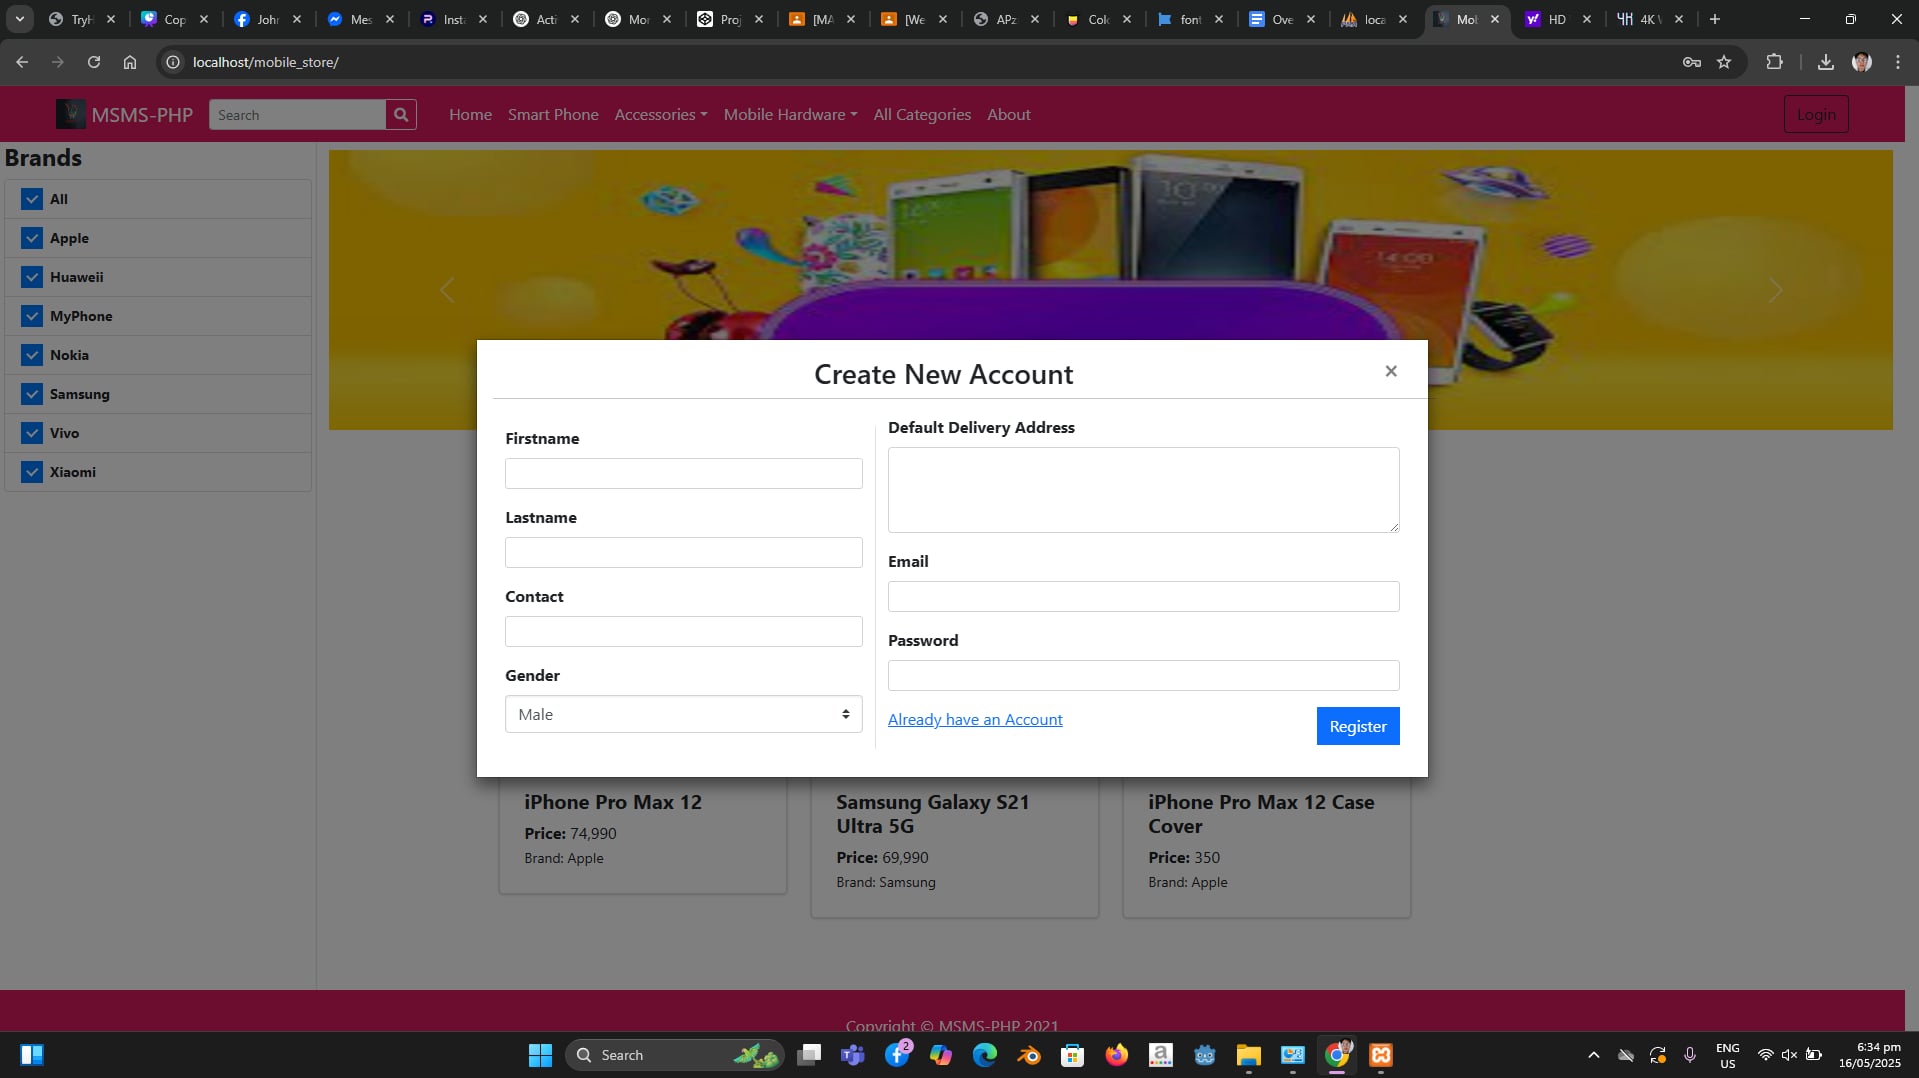 TryH
Cop
John
Mes
Insta
Acti
Mor
Proj
[MA
[We
APz
Colo
font
Ove
loca
Mob
HD
4K W
localhost/mobile_store/
MSMS-PHP
Search
Home
Smart Phone
Accessories
Mobile Hardware
All Categories
About
Login
Brands
All
Apple
Huaweii
MyPhone
Nokia
Samsung
Vivo
Xiaomi
Create New Account
×
Firstname
Lastname
Contact
Gender
Male
Default Delivery Address
Email
Password
Already have an Account
Register
iPhone Pro Max 12
Price: 74,990
Brand: Apple
Samsung Galaxy S21
Ultra 5G
Price: 69,990
Brand: Samsung
iPhone Pro Max 12 Case
Cover
Price: 350
Brand: Apple
Copyright © MSMS-PHP 2021
Search
2
ENG
US
6:34 pm
16/05/2025